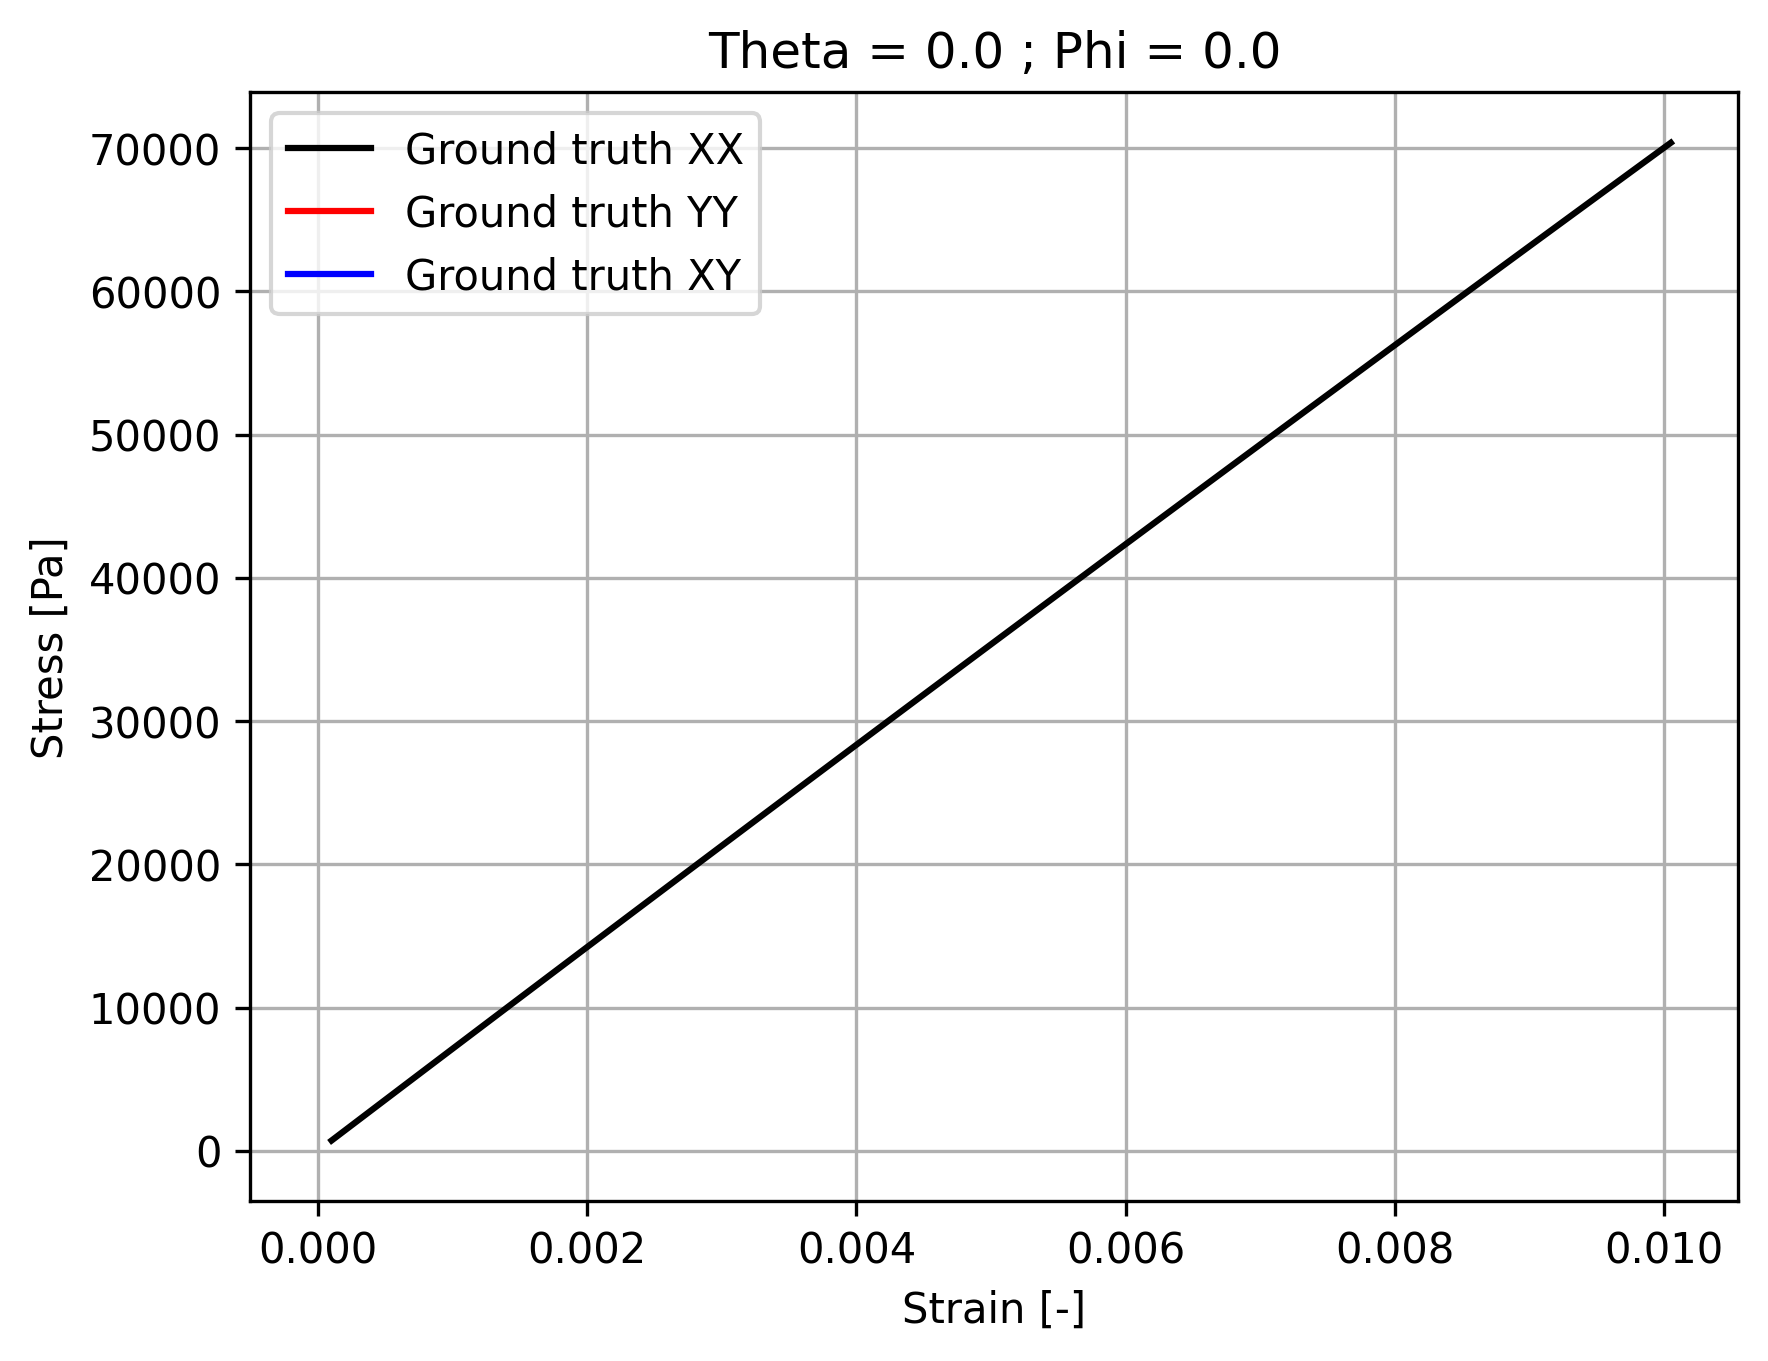 Theta = 0.0 ; Phi = 0.0
Ground truth XX
Ground truth YY
Ground truth XY
70000
60000
50000
40000
30000
20000
10000
0
Stress [Pa]
0.000 0.002 0.004 0.006 0.008 0.010
Strain [-]